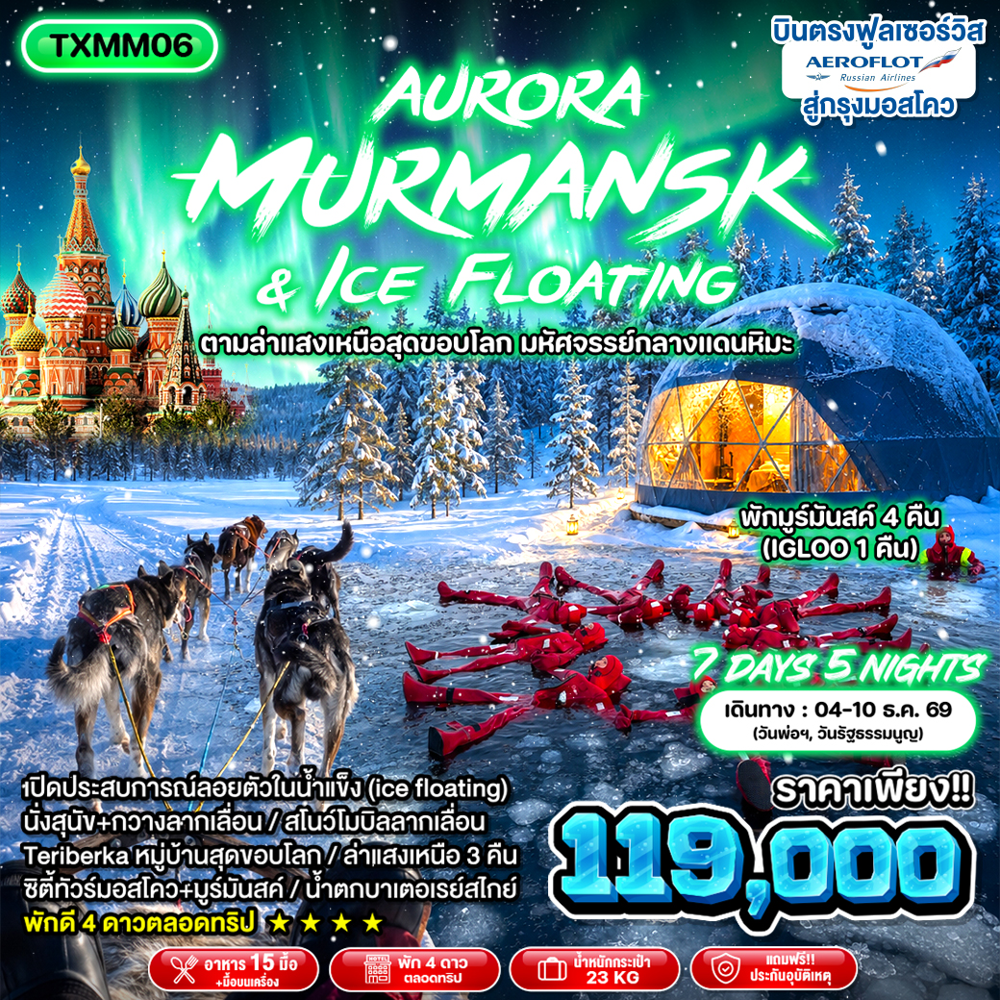 TXMM06
บินตรงฟูลเซอร์วิส
AEROFLOT
Russian Airlines
สู่กรุงมอสโคว
AURORA
MURMANSK
& ICE FLOATING
ตามล่าแสงเหนือสุดขอบโลก มหัศจรรย์กลางแดนหิมะ
พักมูร์มันสค์ 4 คืน
(IGLOO 1 คืน)
7 DAYS 5 NIGHTS
เดินทาง : 04-10 ธ.ค. 69
(วันพ่อฯ, วันรัฐธรรมนูญ)
เปิดประสบการณ์ลอยตัวในน้ำแข็ง (ice floating)
นั่งสุนัข+กวางลากเลื่อน / สโนว์โมบิลลากเลื่อน
Teriberka หมู่บ้านสุดขอบโลก / ล่าแสงเหนือ 3 คืน
ซิตี้ทัวร์มอสโคว+มูร์มันสค์ / น้ำตกบาเตอเรย์สไกย์
พักดี 4 ดาวตลอดทริป ★ ★ ★ ★
ราคาเพียง!!
119,000
อาหาร 15 มื้อ
+มื้อบนเครื่อง
HOTEL
พัก 4 ดาว
ตลอดทริป
น้ำหนักกระเป๋า
23 KG
แถมฟรี!!
ประกันอุบัติเหตุ